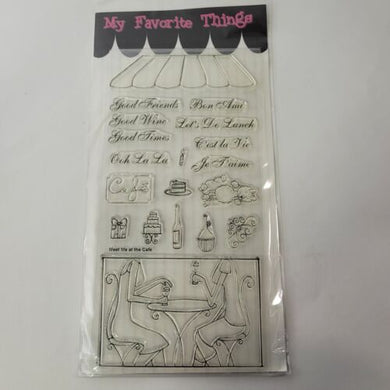 My Favorite Things
Good Friends Bon Ami
Good Wine Let's Do Lunch
Good Times C'est la Vie
Ooh La La Je T'aime
Café
Meet Me at the Cafe